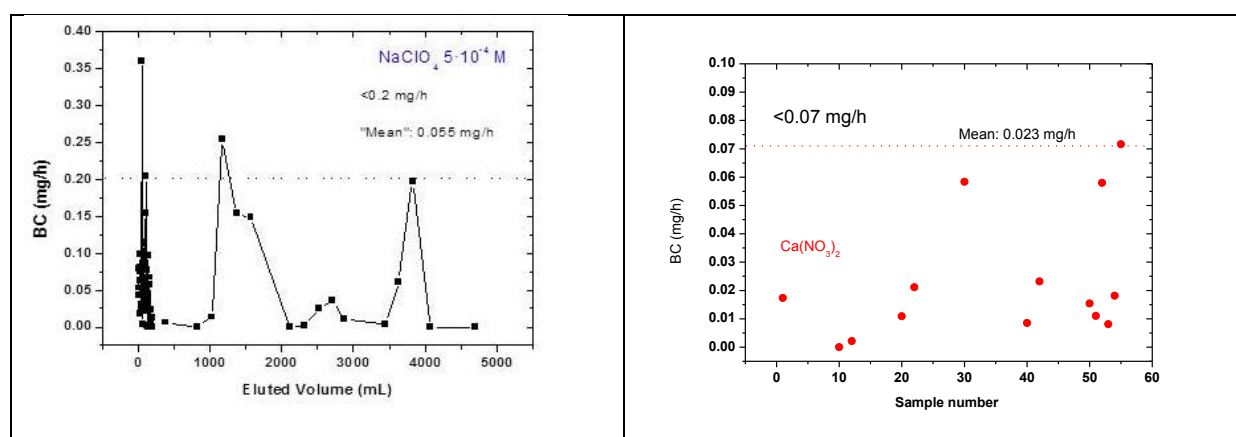 0.40
0.35
0.30
0.25
0.20
0.15
0.10
0.05
0.00
BC (mg/h)
NaClO₄ 5·10⁻⁴ M
<0.2 mg/h
"Mean": 0.055 mg/h
0 1000 2000 3000 4000 5000
Eluted Volume (mL)
0.10
0.09
0.08
0.07
0.06
0.05
0.04
0.03
0.02
0.01
0.00
BC (mg/h)
<0.07 mg/h
Mean: 0.023 mg/h
Ca(NO₃)₂
0 10 20 30 40 50 60
Sample number